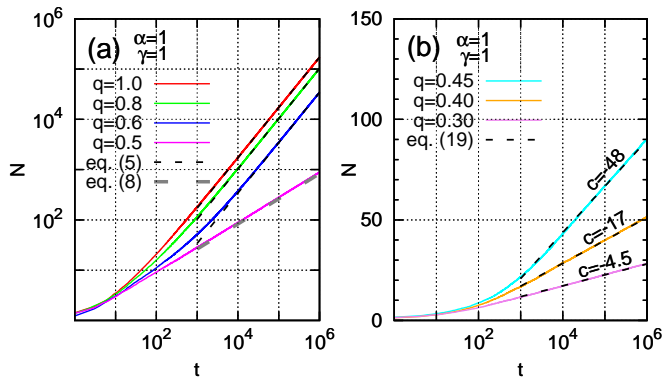 (a)
α=1
γ=1
q=1.0
q=0.8
q=0.6
q=0.5
eq. (5)
eq. (8)
N
10^6
10^4
10^2
10^2
10^4
10^6
t
(b)
α=1
γ=1
q=0.45
q=0.40
q=0.30
eq. (19)
N
150
100
50
0
c=-48
c=-17
c=-4.5
10^2
10^4
10^6
t